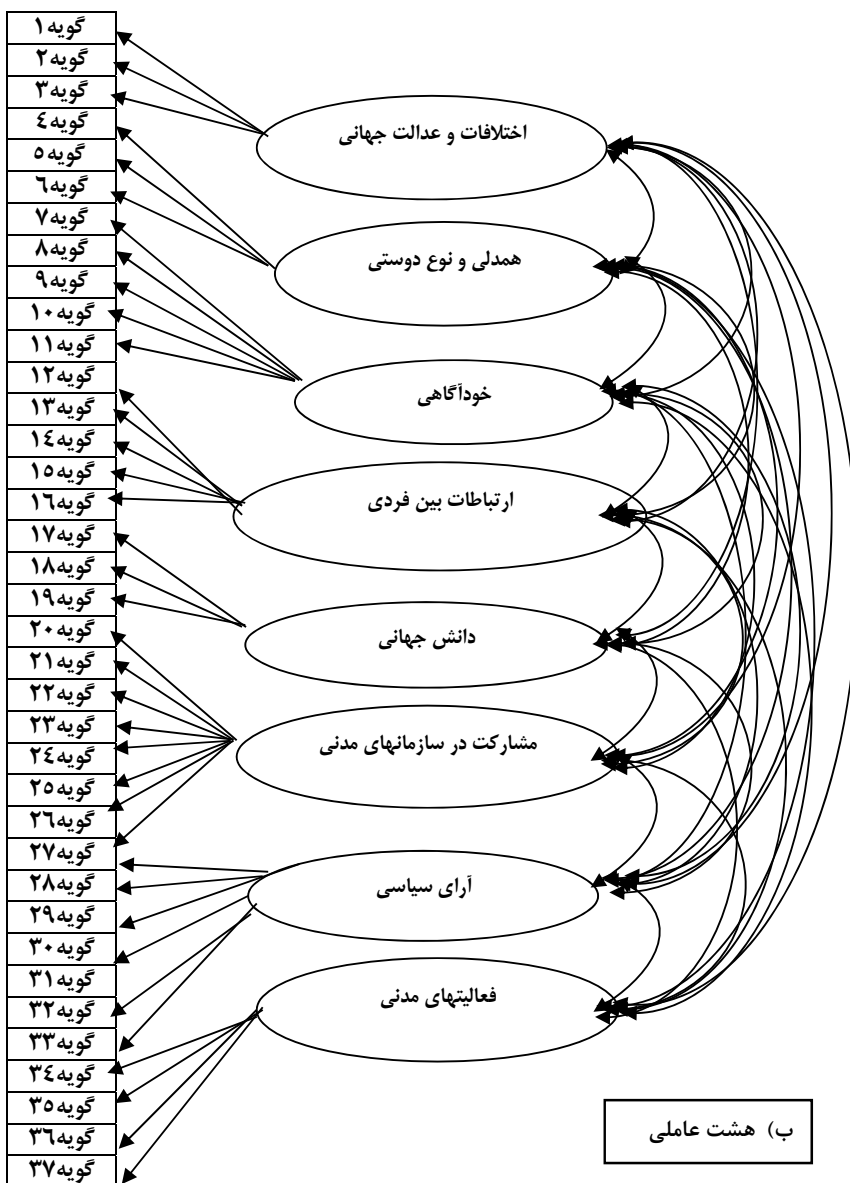 گویه۱
گویه۲
گویه۳
گویه٤
گویه٥
گویه٦
گویه۷
گویه۸
گویه۹
گویه۱۰
گویه۱۱
گویه۱۲
گویه۱۳
گویه۱٤
گویه۱٥
گویه۱٦
گویه۱۷
گویه۱۸
گویه۱۹
گویه۲۰
گویه۲۱
گویه۲۲
گویه۲۳
گویه۲٤
گویه۲٥
گویه۲٦
گویه۲۷
گویه۲۸
گویه۲۹
گویه۳۰
گویه۳۱
گویه۳۲
گویه۳۳
گویه۳٤
گویه۳٥
گویه۳٦
گویه۳۷
اختلافات و عدالت جهانی
همدلی و نوع دوستی
خودآگاهی
ارتباطات بین فردی
دانش جهانی
مشارکت در سازمانهای مدنی
آرای سیاسی
فعالیتهای مدنی
ب) هشت عاملی